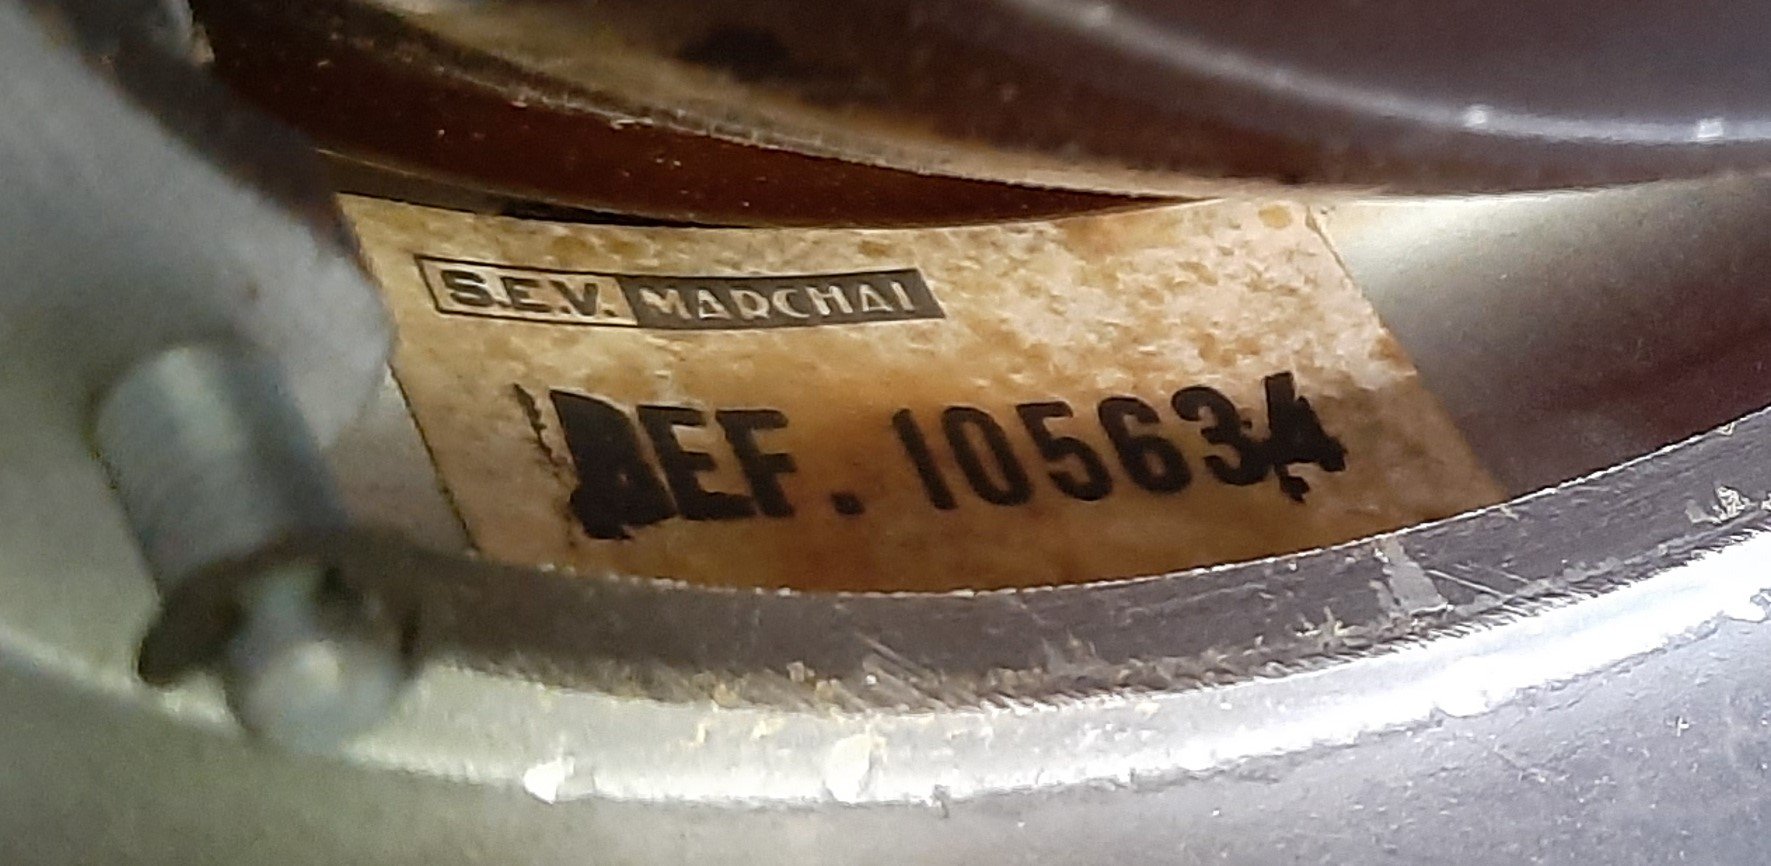 S.E.V. MARCHAL
REF. 105634